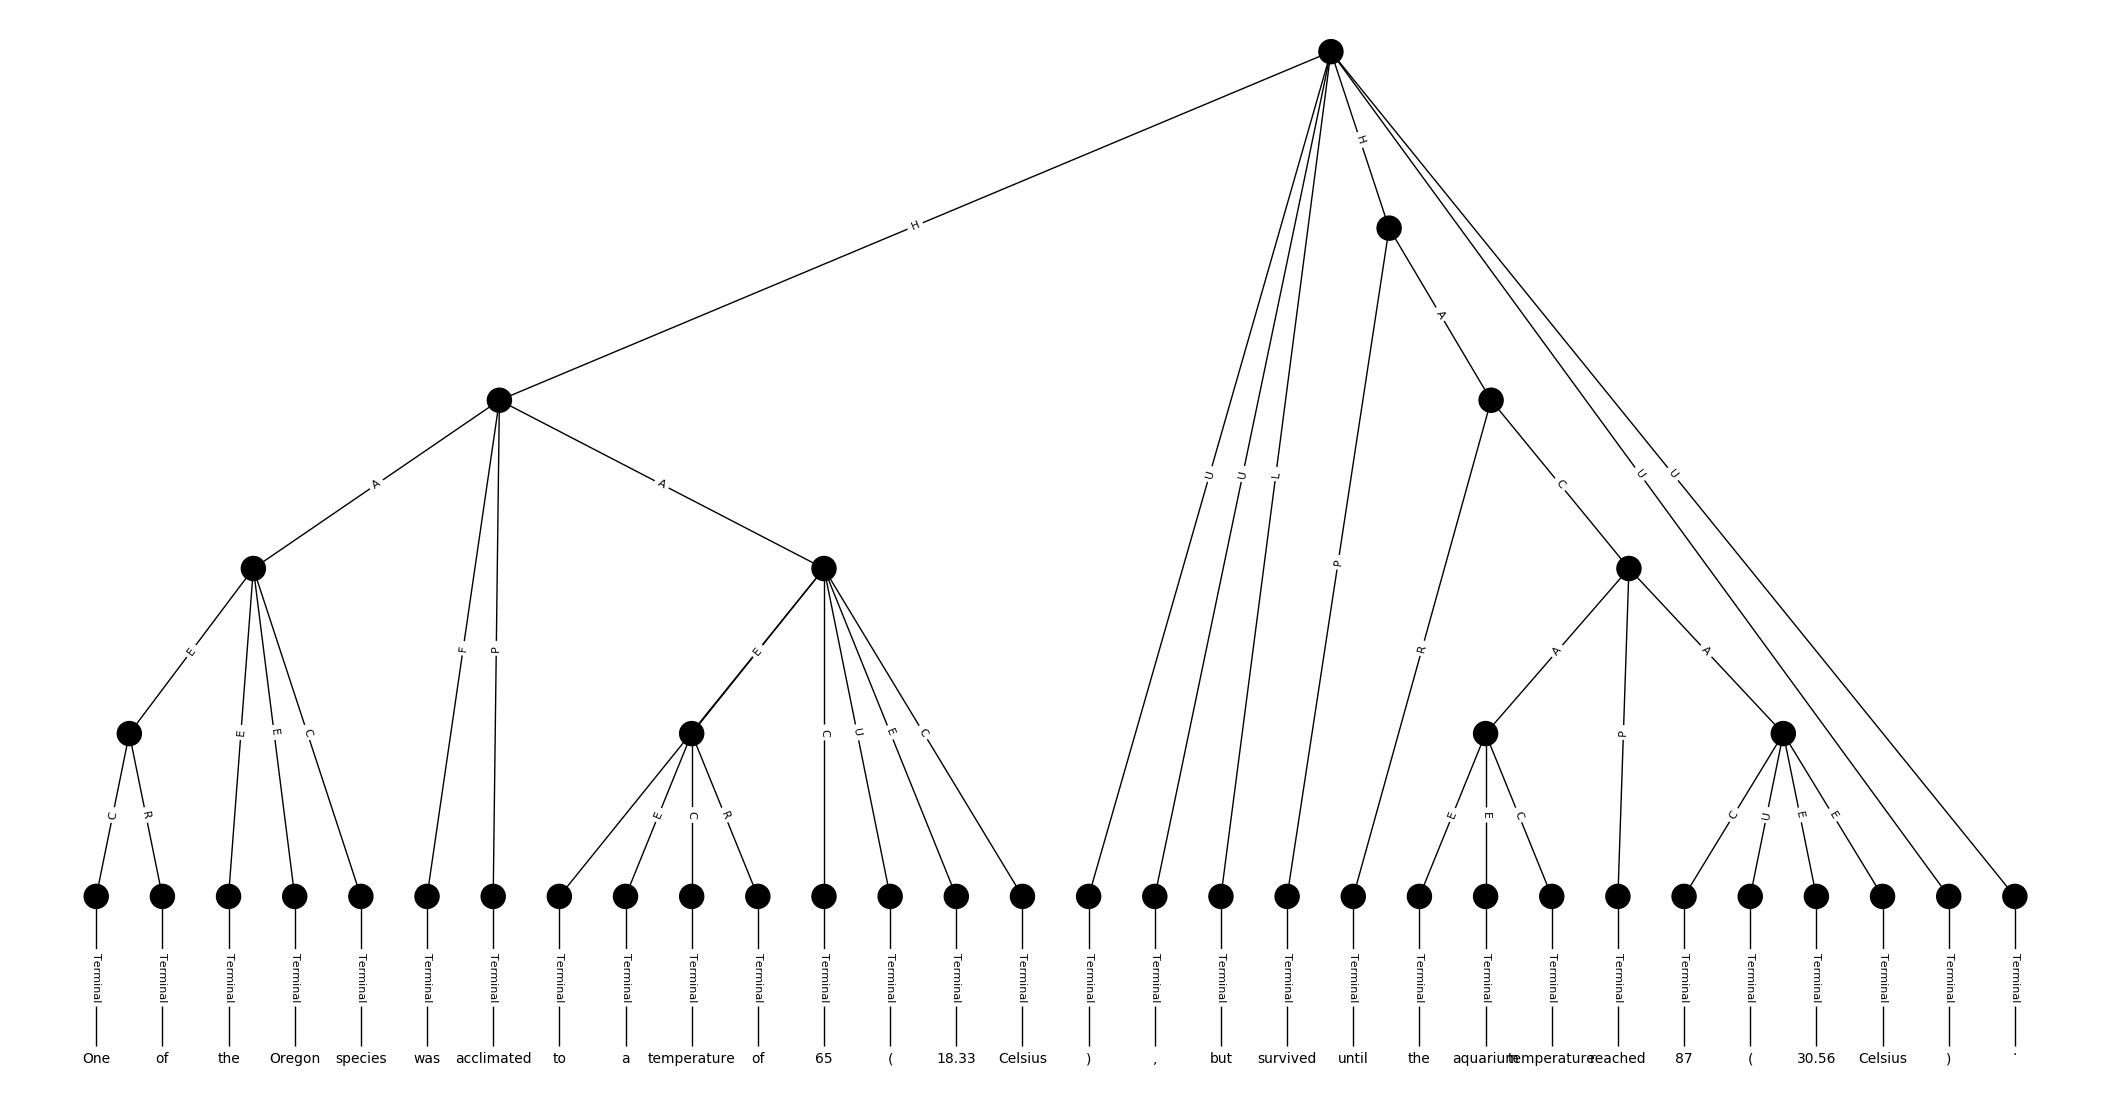 H
H
A
A
A
U
U
L
U
U
C
P
E
F
P
E
R
A
A
E
E
C
C
U
E
C
P
C
R
E
C
R
E
E
C
C
U
E
E
Terminal Terminal Terminal Terminal Terminal Terminal Terminal Terminal Terminal Terminal Terminal Terminal Terminal Terminal Terminal Terminal Terminal Terminal Terminal Terminal Terminal Terminal Terminal Terminal Terminal Terminal Terminal Terminal Terminal Terminal
One of the Oregon species was acclimated to a temperature of 65 ( 18.33 Celsius ) , but survived until the aquarium temperature reached 87 ( 30.56 Celsius ) .